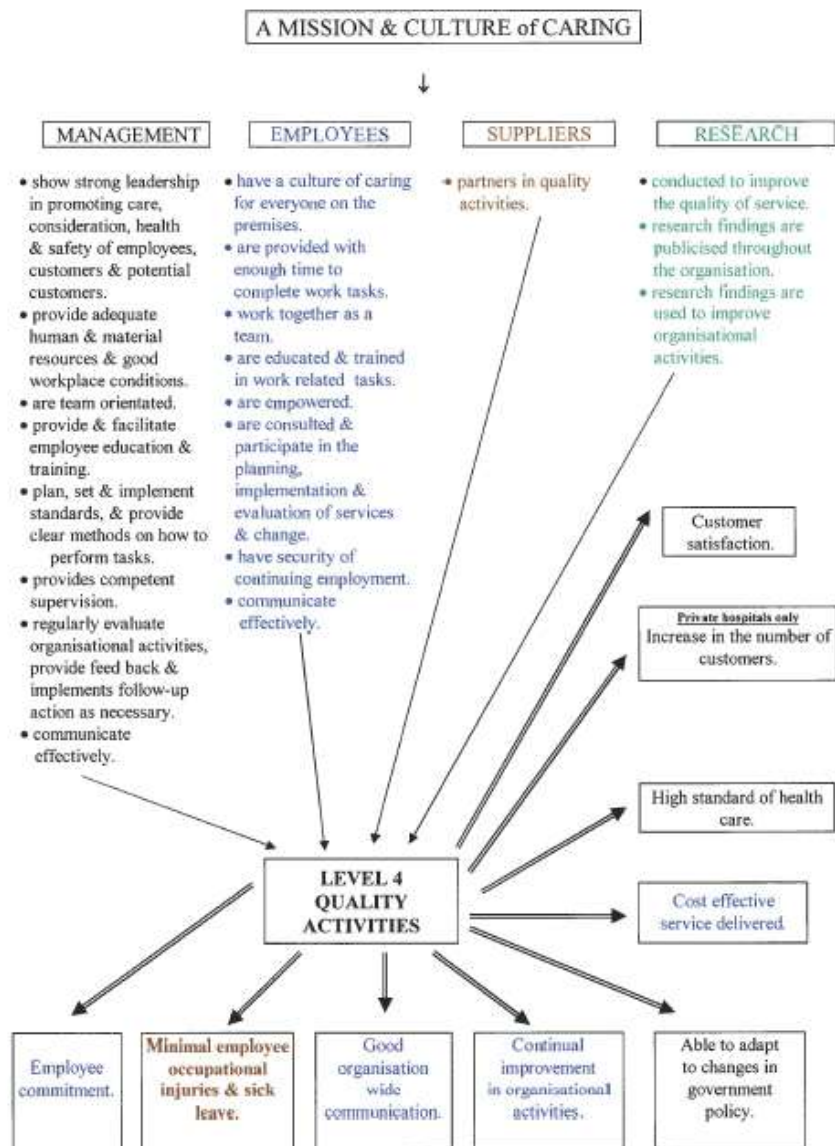 A MISSION & CULTURE of CARING
MANAGEMENT
• show strong leadership
in promoting care,
consideration, health
& safety of employees,
customers & potential
customers.
• provide adequate
human & material
resources & good
workplace conditions.
• are team orientated.
• provide & facilitate
employee education &
training.
• plan, set & implement
standards, & provide
clear methods on how to
perform tasks.
• provides competent
supervision.
• regularly evaluate
organisational activities,
provide feed back &
implements follow-up
action as necessary.
• communicate
effectively.
EMPLOYEES
• have a culture of caring
for everyone on the
premises.
• are provided with
enough time to
complete work tasks.
• work together as a
team.
• are educated & trained
in work related tasks.
• are empowered.
• are consulted &
participate in the
planning,
implementation &
evaluation of services
& change.
• have security of
continuing employment.
• communicate
effectively.
SUPPLIERS
• partners in quality
activities.
RESEARCH
• conducted to improve
the quality of service.
• research findings are
publicised throughout
the organisation.
• research findings are
used to improve
organisational
activities.
Customer
satisfaction.
Private hospitals only
Increase in the number of
customers.
High standard of health
care.
LEVEL 4
QUALITY
ACTIVITIES
Cost effective
service delivered.
Employee
commitment.
Minimal employee
occupational
injuries & sick
leave.
Good
organisation
wide
communication.
Continual
improvement
in organisational
activities.
Able to adapt
to changes in
government
policy.